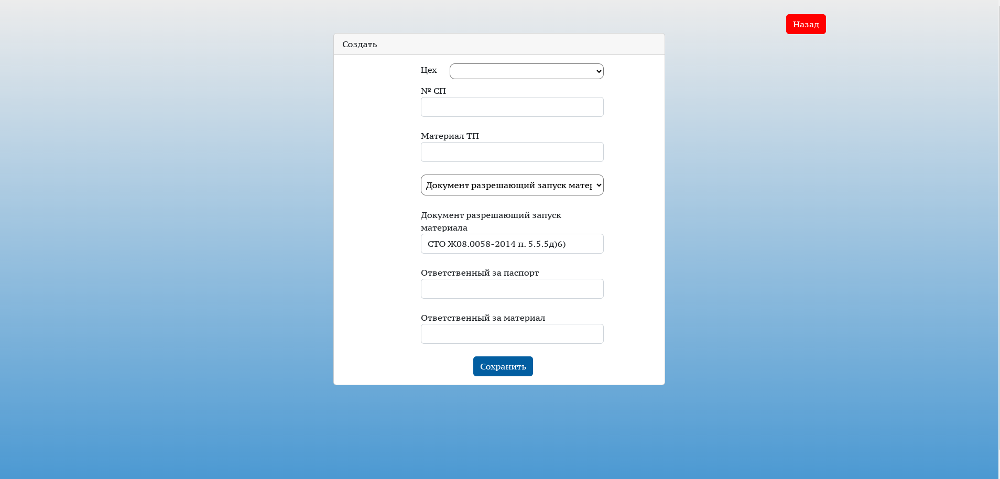 Назад
Создать
Цех
№ СП
Материал ТП
Документ разрешающий запуск матер
Документ разрешающий запуск
материала
СТО Ж08.0058-2014 п. 5.5.5д)6)
Ответственный за паспорт
Ответственный за материал
Сохранить